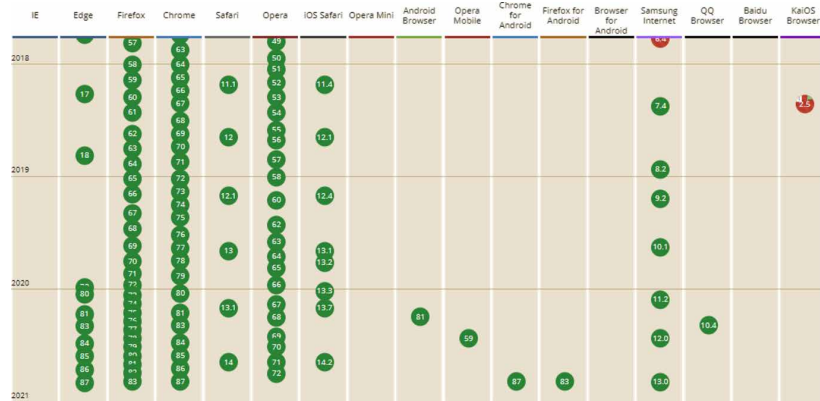 IE Edge Firefox Chrome Safari Opera iOS Safari Opera Mini Android Browser Opera Mobile Chrome for Android Firefox for Android Browser for Android Samsung Internet QQ Browser Baidu Browser KaiOS Browser
57 63 49 6.4
2018
58 64 50
51
59 65 11.1 52 11.4
17 60 66 53
67 7.4 2.5
61 68 54
62 69 12 55 12.1
63 70 56
18 64 71 57
8.2
2019
65 72 58
66 73 12.1 60 12.4 9.2
74
67 75
68 76 62
69 77 13 63 13.1 10.1
70 78 64 13.2
71 79 65
72 66
2020
80 80 13.3 11.2
81 81 13.1 67 13.7
83 83 68 81 10.4
84 84 69 59 12.0
85 85 70
86 86 14 71 14.2
87 83 87 72 87 83 13.0
2021